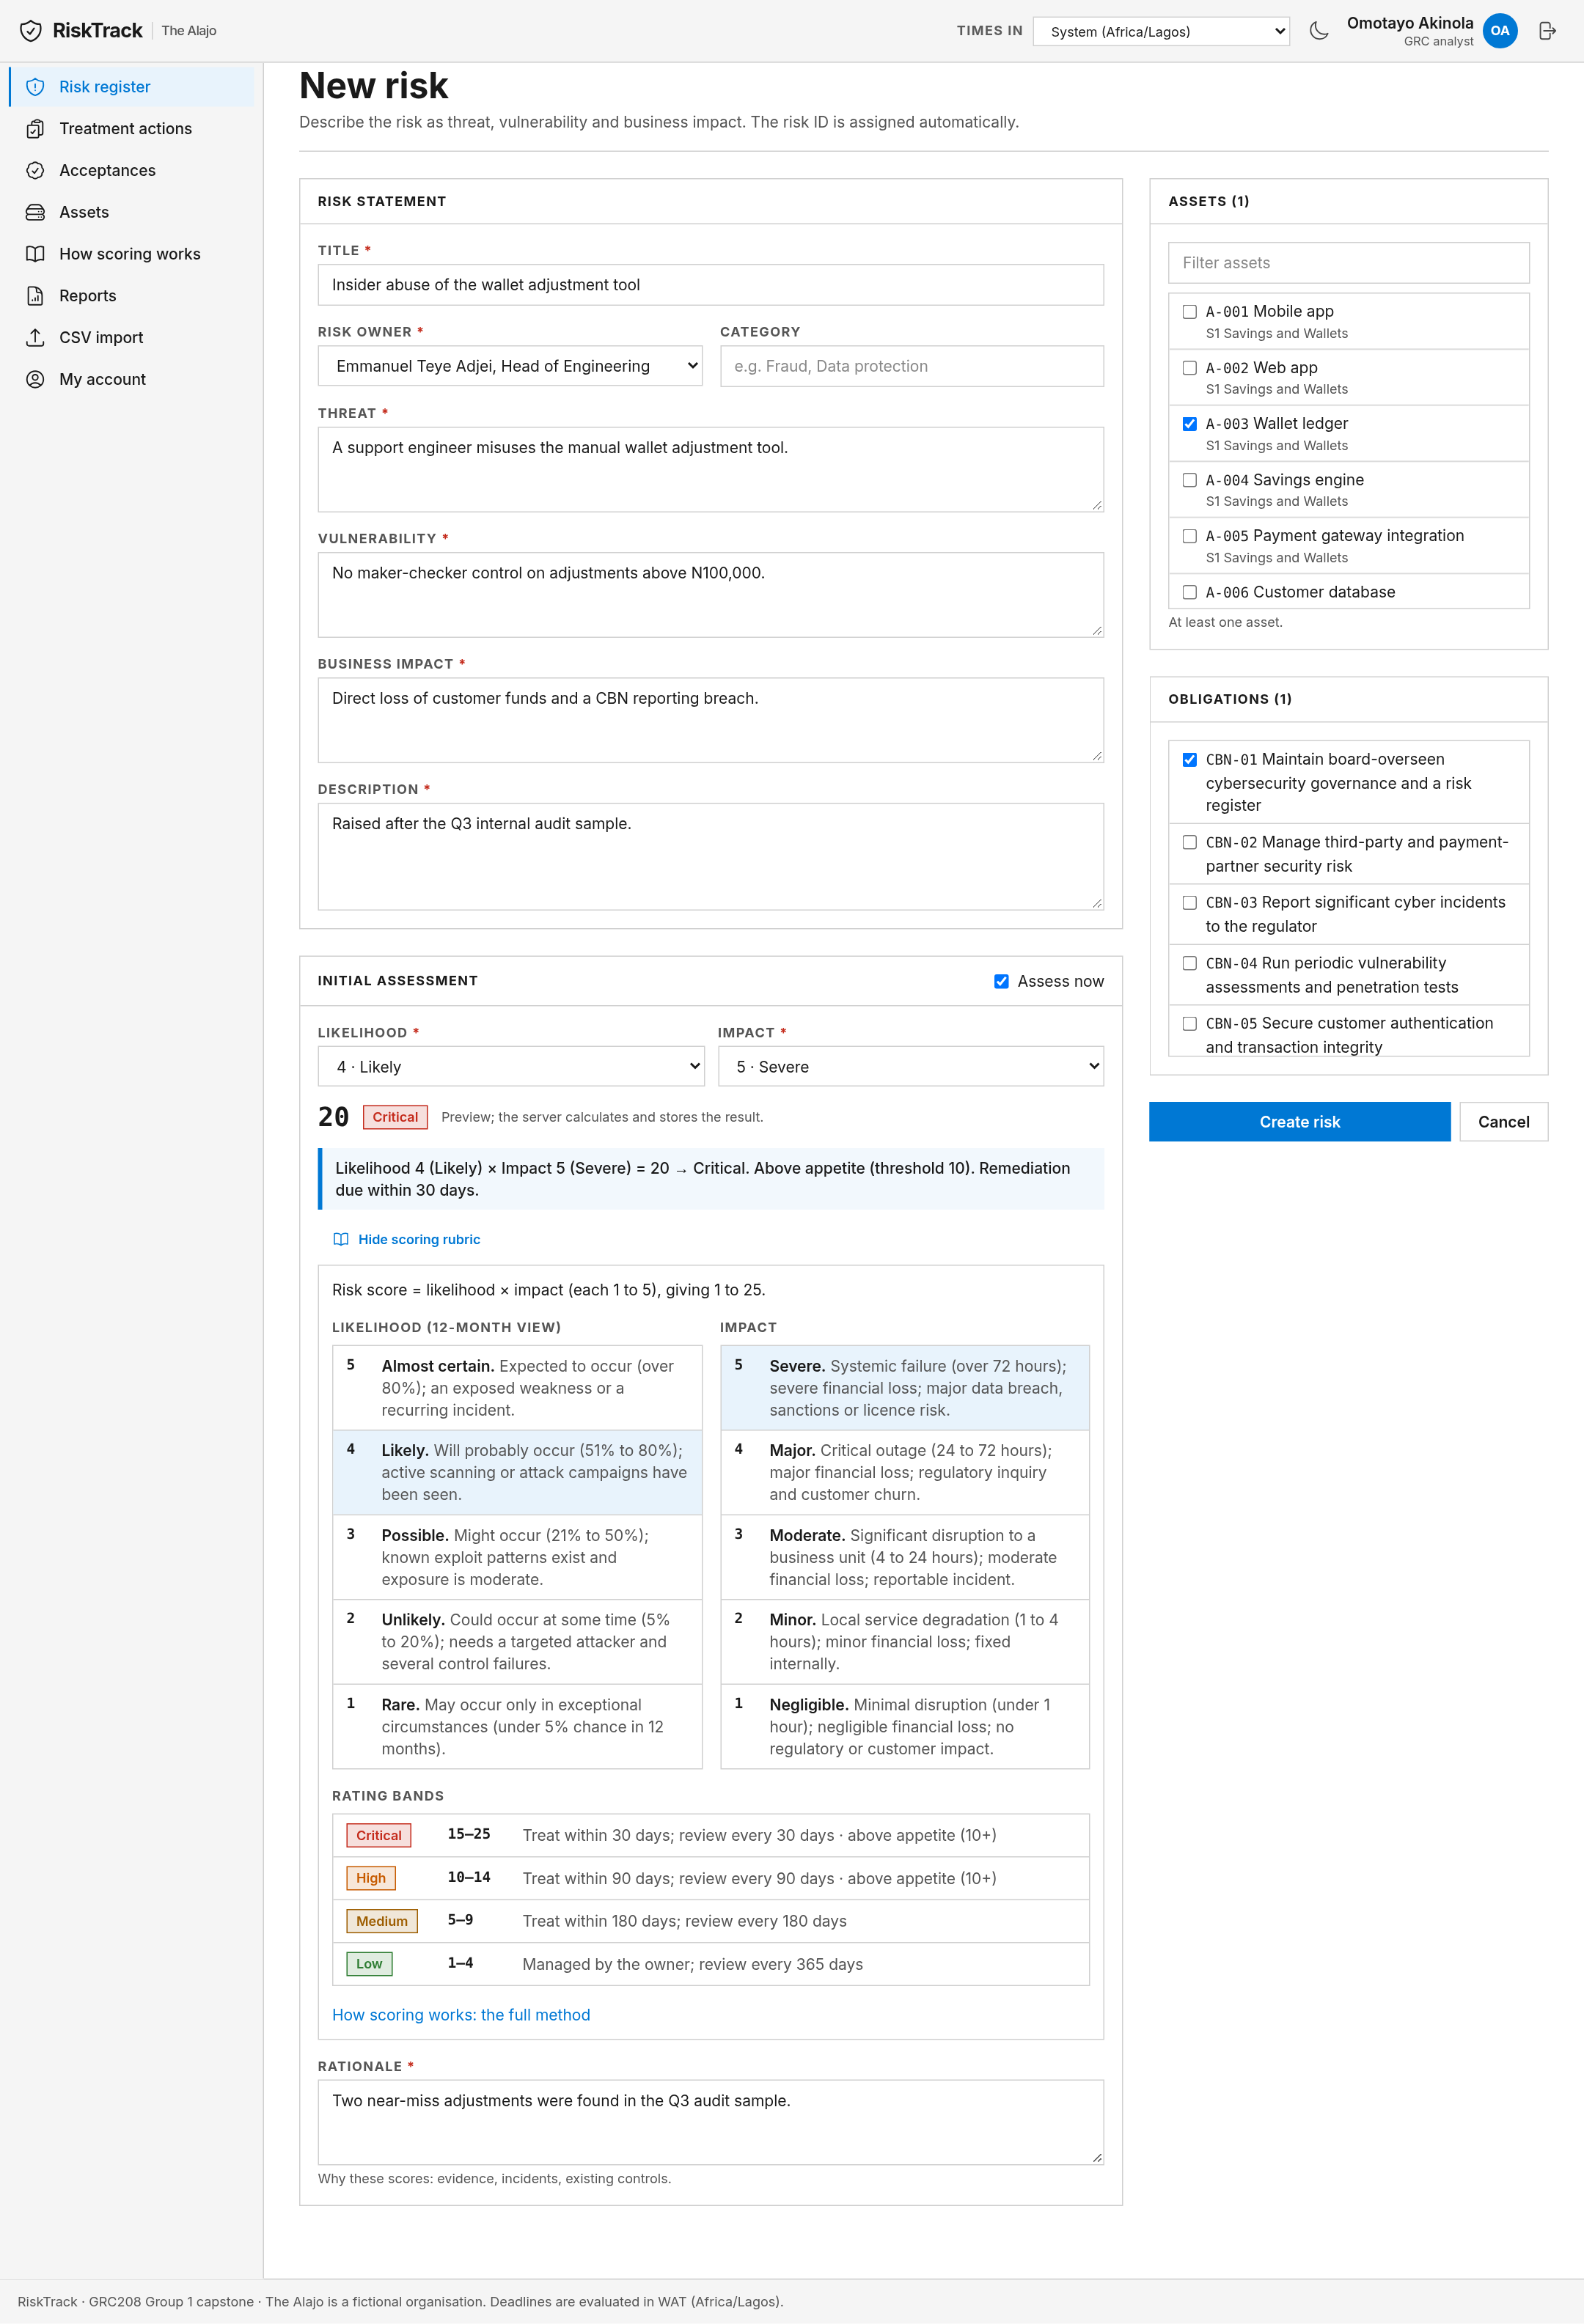 RiskTrack
The Alajo
TIMES IN
System (Africa/Lagos)
Omotayo Akinola
GRC analyst
OA
Risk register
Treatment actions
Acceptances
Assets
How scoring works
Reports
CSV import
My account
New risk
Describe the risk as threat, vulnerability and business impact. The risk ID is assigned automatically.
RISK STATEMENT
TITLE *
Insider abuse of the wallet adjustment tool
RISK OWNER *
Emmanuel Teye Adjei, Head of Engineering
CATEGORY
e.g. Fraud, Data protection
THREAT *
A support engineer misuses the manual wallet adjustment tool.
VULNERABILITY *
No maker-checker control on adjustments above N100,000.
BUSINESS IMPACT *
Direct loss of customer funds and a CBN reporting breach.
DESCRIPTION *
Raised after the Q3 internal audit sample.
INITIAL ASSESSMENT
Assess now
LIKELIHOOD *
4 · Likely
IMPACT *
5 · Severe
20
Critical
Preview; the server calculates and stores the result.
Likelihood 4 (Likely) × Impact 5 (Severe) = 20 → Critical. Above appetite (threshold 10). Remediation
due within 30 days.
Hide scoring rubric
Risk score = likelihood × impact (each 1 to 5), giving 1 to 25.
LIKELIHOOD (12-MONTH VIEW)
5 Almost certain. Expected to occur (over
80%); an exposed weakness or a
recurring incident.
4 Likely. Will probably occur (51% to 80%);
active scanning or attack campaigns have
been seen.
3 Possible. Might occur (21% to 50%);
known exploit patterns exist and
exposure is moderate.
2 Unlikely. Could occur at some time (5%
to 20%); needs a targeted attacker and
several control failures.
1 Rare. May occur only in exceptional
circumstances (under 5% chance in 12
months).
IMPACT
5 Severe. Systemic failure (over 72 hours);
severe financial loss; major data breach,
sanctions or licence risk.
4 Major. Critical outage (24 to 72 hours);
major financial loss; regulatory inquiry
and customer churn.
3 Moderate. Significant disruption to a
business unit (4 to 24 hours); moderate
financial loss; reportable incident.
2 Minor. Local service degradation (1 to 4
hours); minor financial loss; fixed
internally.
1 Negligible. Minimal disruption (under 1
hour); negligible financial loss; no
regulatory or customer impact.
RATING BANDS
Critical 15–25 Treat within 30 days; review every 30 days · above appetite (10+)
High 10–14 Treat within 90 days; review every 90 days · above appetite (10+)
Medium 5–9 Treat within 180 days; review every 180 days
Low 1–4 Managed by the owner; review every 365 days
How scoring works: the full method
RATIONALE *
Two near-miss adjustments were found in the Q3 audit sample.
Why these scores: evidence, incidents, existing controls.
ASSETS (1)
Filter assets
A-001 Mobile app
S1 Savings and Wallets
A-002 Web app
S1 Savings and Wallets
A-003 Wallet ledger
S1 Savings and Wallets
A-004 Savings engine
S1 Savings and Wallets
A-005 Payment gateway integration
S1 Savings and Wallets
A-006 Customer database
At least one asset.
OBLIGATIONS (1)
CBN-01 Maintain board-overseen
cybersecurity governance and a risk
register
CBN-02 Manage third-party and payment-
partner security risk
CBN-03 Report significant cyber incidents
to the regulator
CBN-04 Run periodic vulnerability
assessments and penetration tests
CBN-05 Secure customer authentication
and transaction integrity
Create risk
Cancel
RiskTrack · GRC208 Group 1 capstone · The Alajo is a fictional organisation. Deadlines are evaluated in WAT (Africa/Lagos).